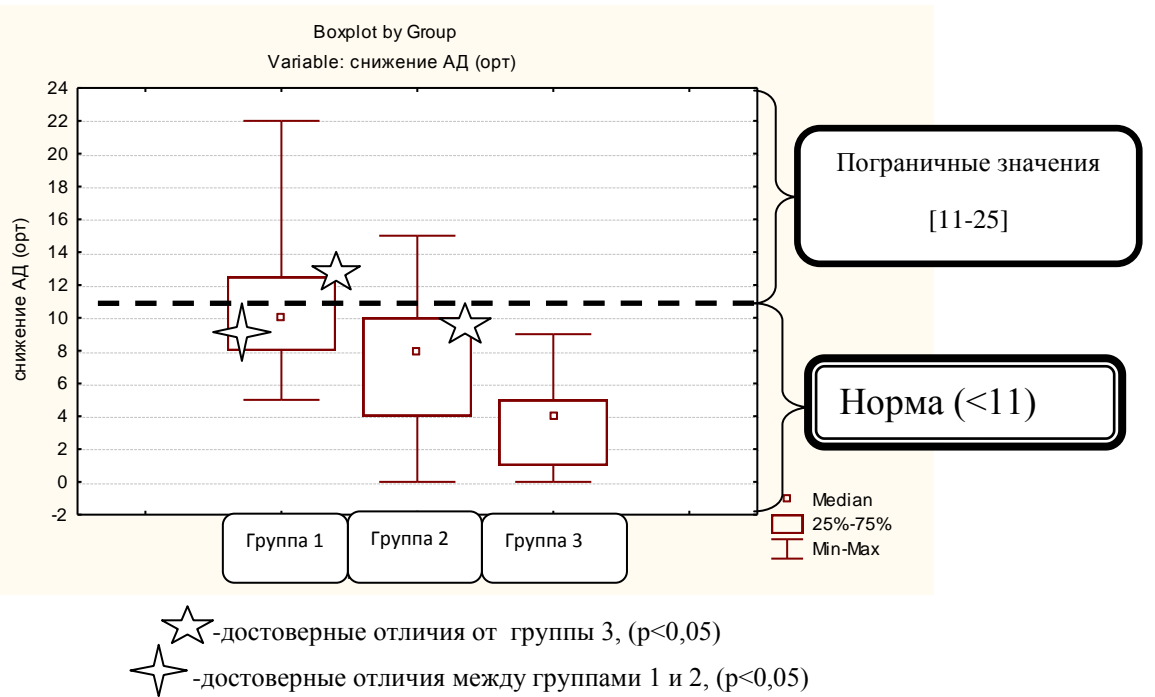 Boxplot by Group
Variable: снижение АД (орт)
24
22
20
18
16
14
12
10
8
6
4
2
0
-2
снижение АД (орт)
Пограничные значения
[11-25]
Норма (<11)
Median
25%-75%
Min-Max
Группа 1 Группа 2 Группа 3
-достоверные отличия от группы 3, (p<0,05)
-достоверные отличия между группами 1 и 2, (p<0,05)